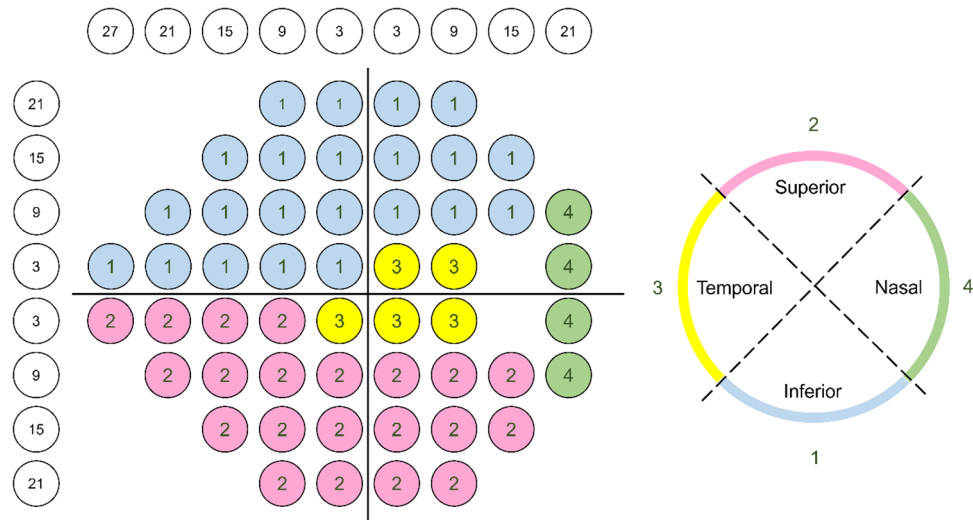 27 21 15 9 3 3 9 15 21
21 1 1 1 1
15 1 1 1 1 1 1
9 1 1 1 1 1 1 1 4
3 1 1 1 1 1 3 3 4
3 2 2 2 2 3 3 3 4
9 2 2 2 2 2 2 2 4
15 2 2 2 2 2 2
21 2 2 2 2
2
Superior
3 Temporal Nasal 4
Inferior
1